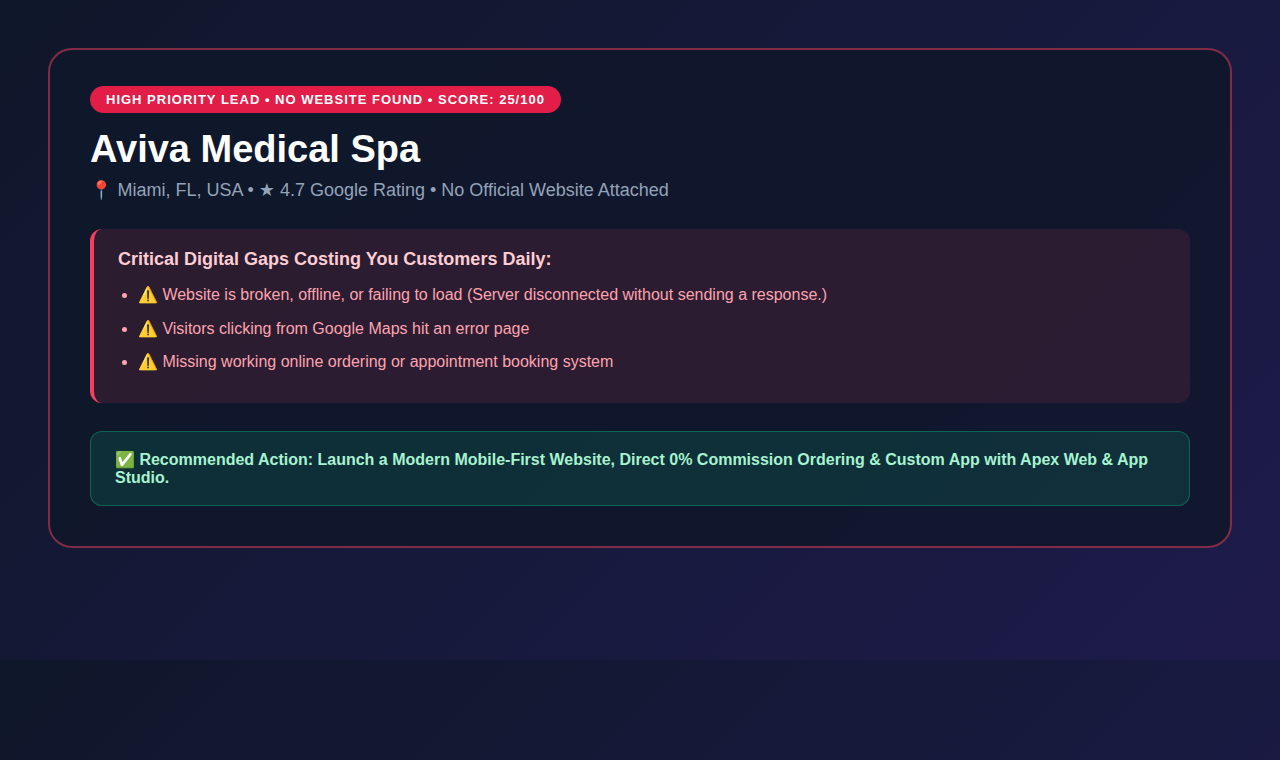 HIGH PRIORITY LEAD • NO WEBSITE FOUND • SCORE: 25/100
Aviva Medical Spa
📍 Miami, FL, USA • ★ 4.7 Google Rating • No Official Website Attached
Critical Digital Gaps Costing You Customers Daily:
• ⚠️ Website is broken, offline, or failing to load (Server disconnected without sending a response.)
• ⚠️ Visitors clicking from Google Maps hit an error page
• ⚠️ Missing working online ordering or appointment booking system
✅ Recommended Action: Launch a Modern Mobile-First Website, Direct 0% Commission Ordering & Custom App with Apex Web & App
Studio.